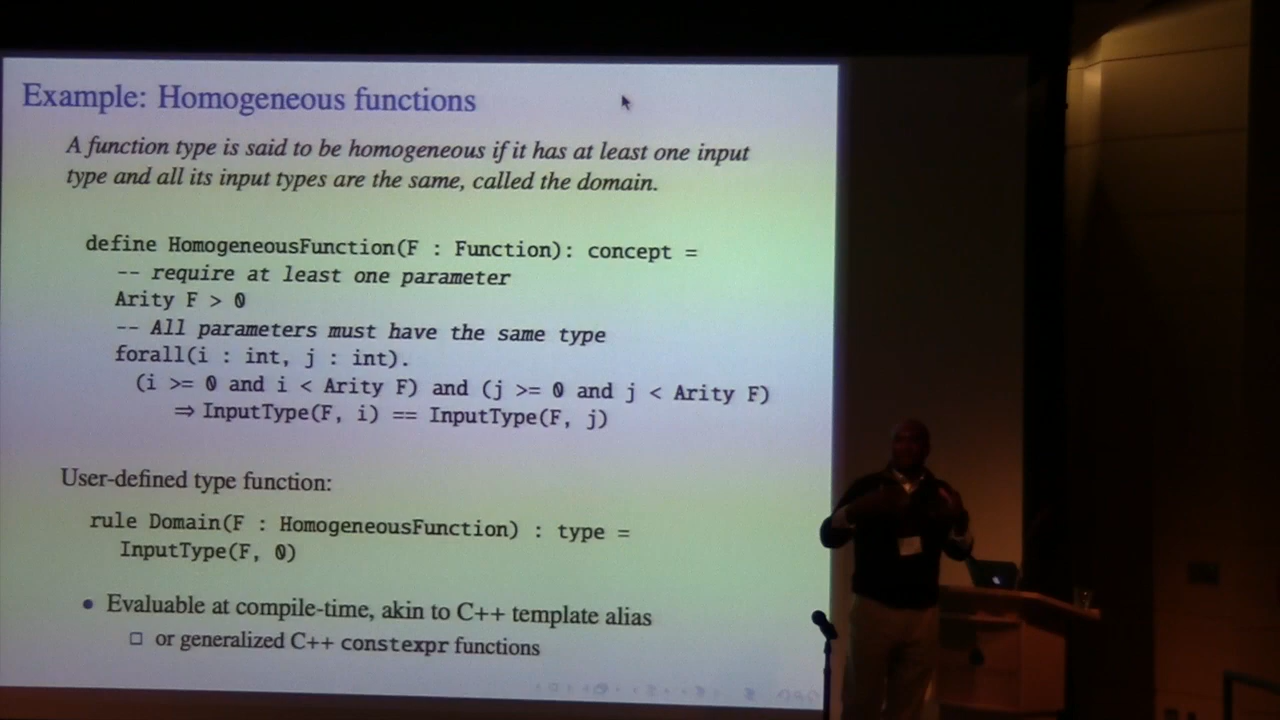 Example: Homogeneous functions
A function type is said to be homogeneous if it has at least one input
type and all its input types are the same, called the domain.
define HomogeneousFunction(F : Function): concept =
-- require at least one parameter
Arity F > 0
-- All parameters must have the same type
forall(i : int, j : int).
(i >= 0 and i < Arity F) and (j >= 0 and j < Arity F)
⇒ InputType(F, i) == InputType(F, j)
User-defined type function:
rule Domain(F : HomogeneousFunction) : type =
InputType(F, 0)
• Evaluable at compile-time, akin to C++ template alias
□ or generalized C++ constexpr functions